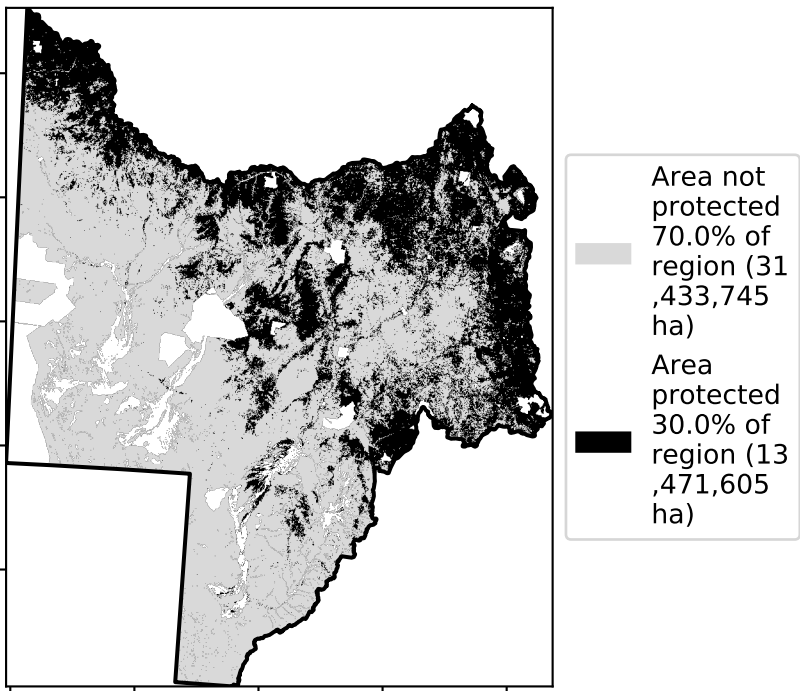 Area not
protected
70.0% of
region (31
,433,745
ha)
Area
protected
30.0% of
region (13
,471,605
ha)